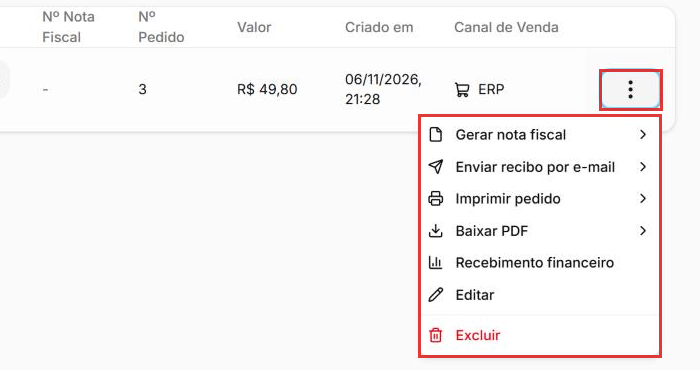 Nº Nota Fiscal
Nº Pedido
Valor
Criado em
Canal de Venda
-
3
R$ 49,80
06/11/2026,
21:28
ERP
Gerar nota fiscal
Enviar recibo por e-mail
Imprimir pedido
Baixar PDF
Recebimento financeiro
Editar
Excluir